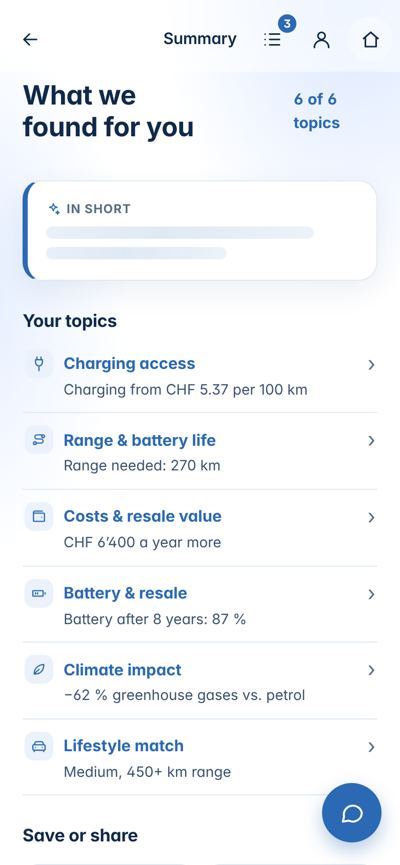 Summary
3
What we
found for you
6 of 6
topics
IN SHORT
Your topics
Charging access
Charging from CHF 5.37 per 100 km
Range & battery life
Range needed: 270 km
Costs & resale value
CHF 6’400 a year more
Battery & resale
Battery after 8 years: 87 %
Climate impact
−62 % greenhouse gases vs. petrol
Lifestyle match
Medium, 450+ km range
Save or share